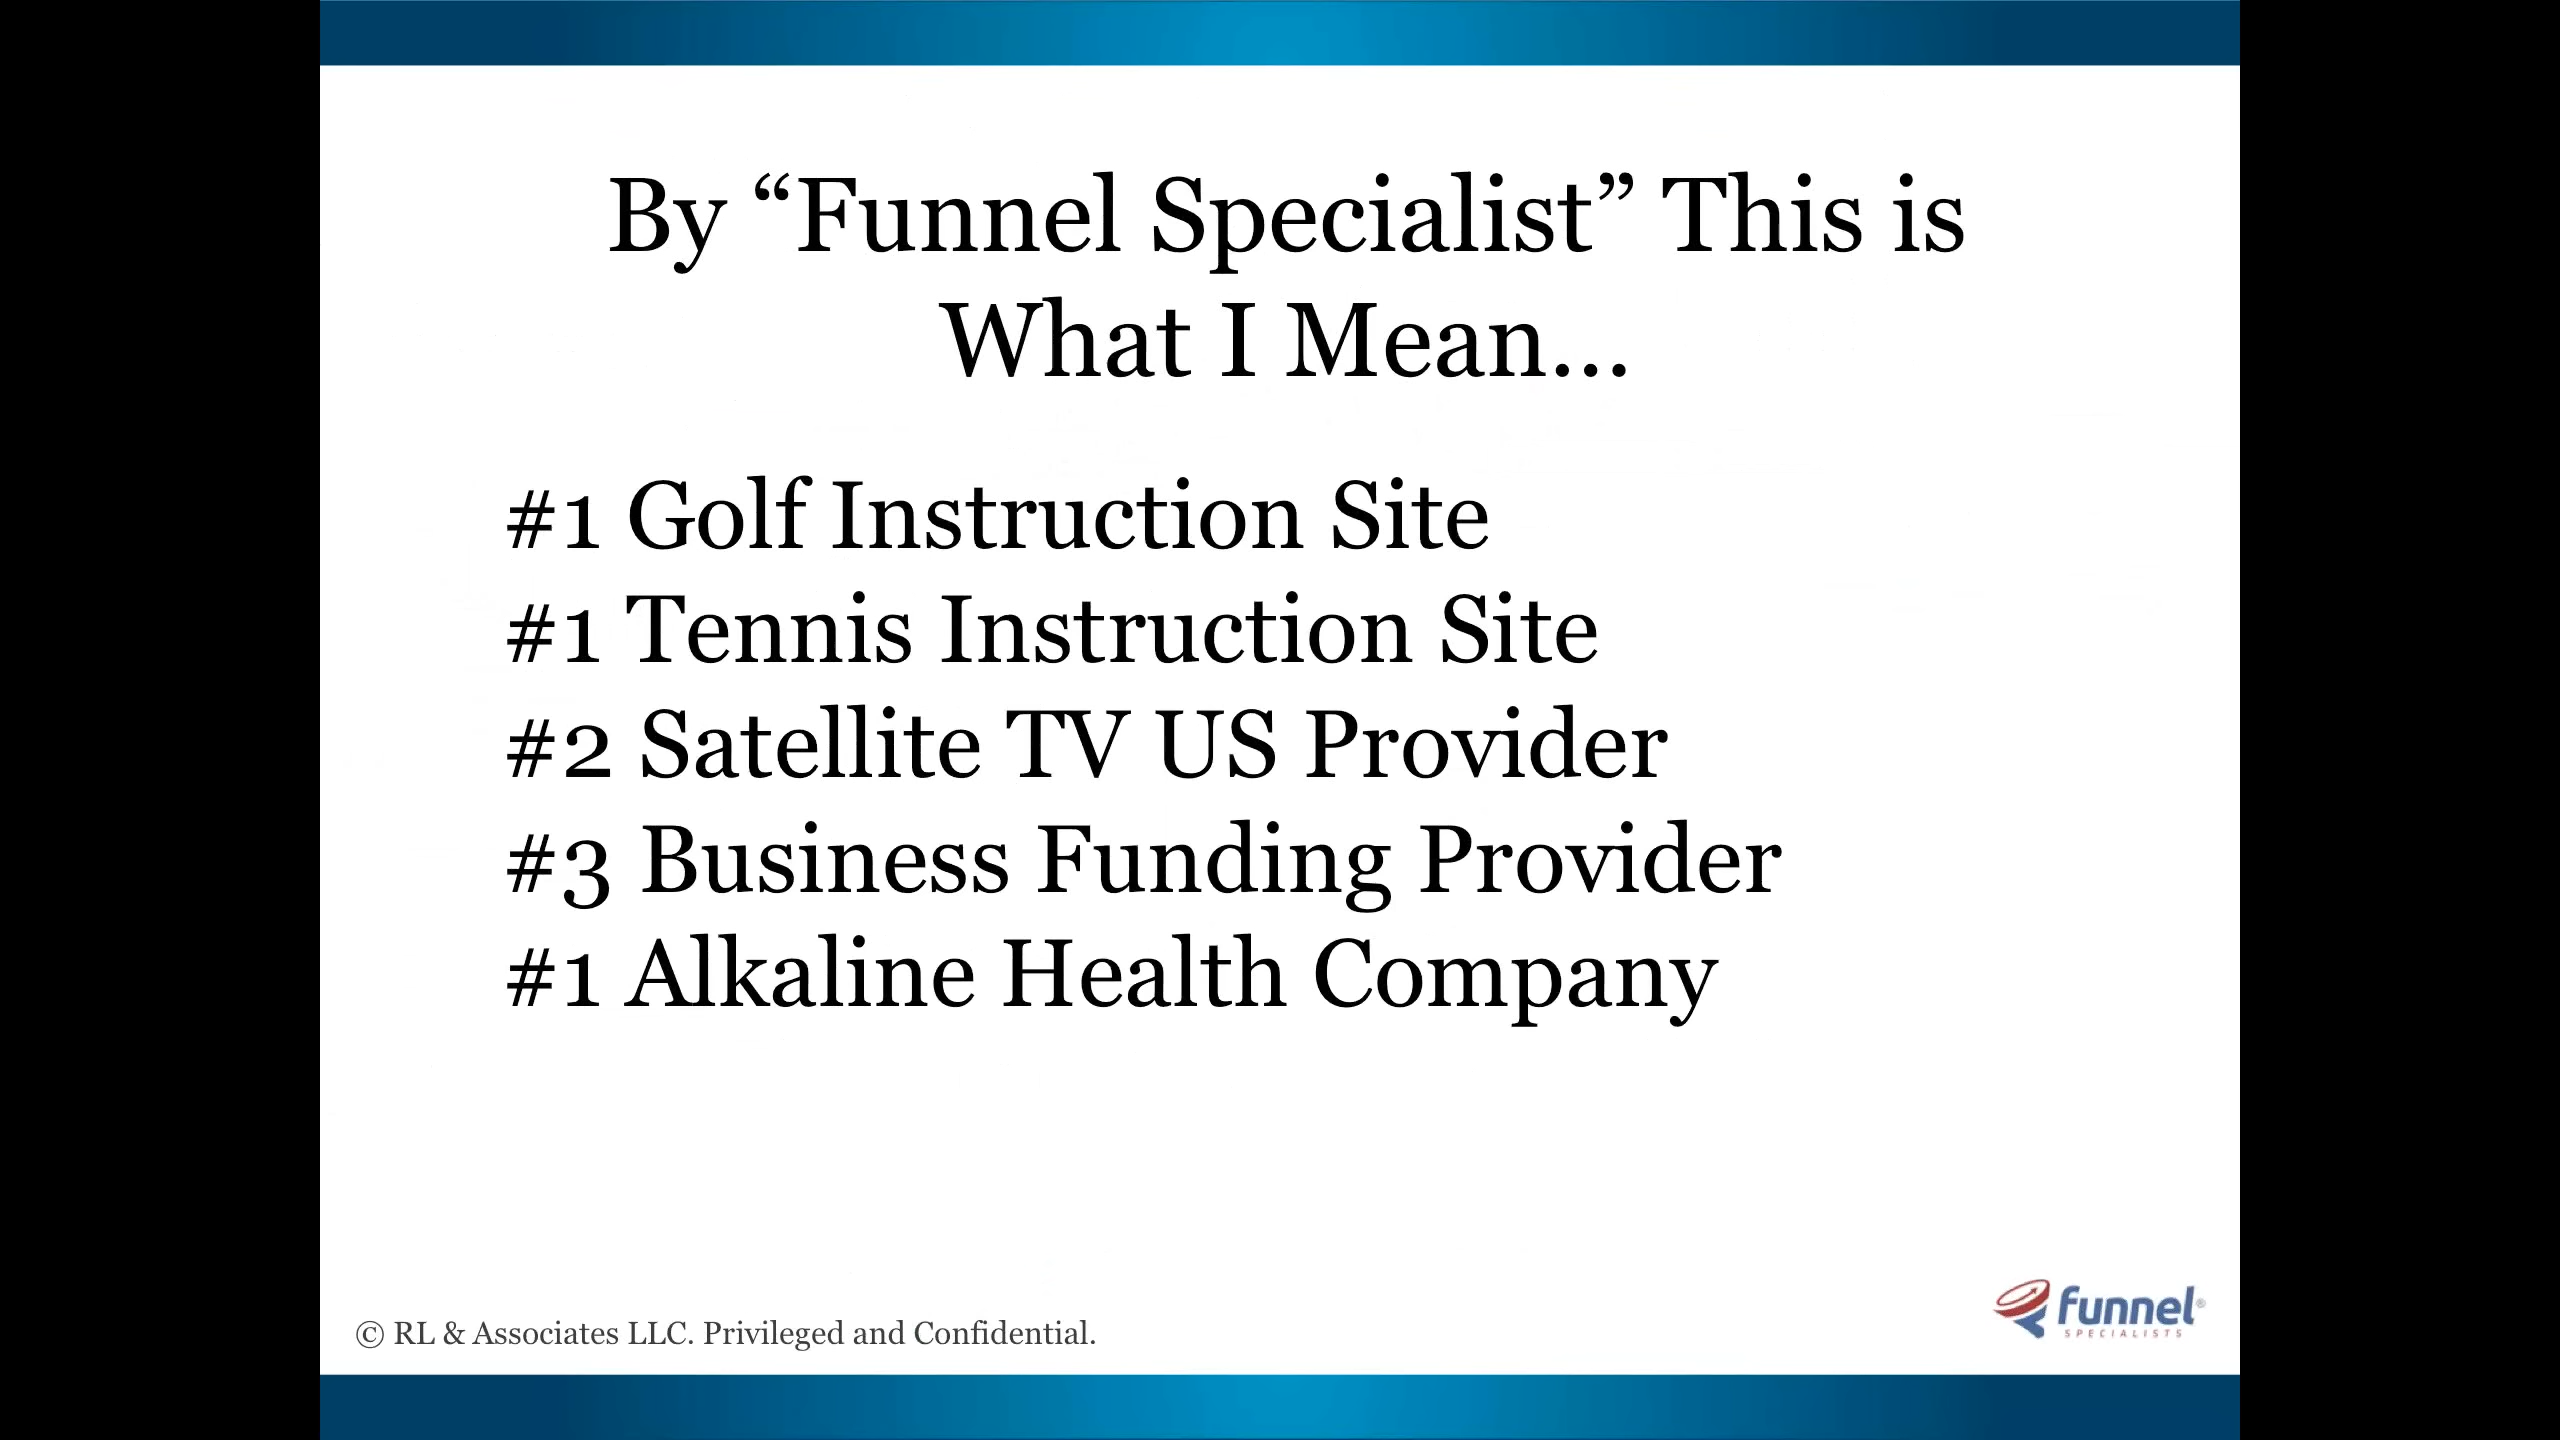 By “Funnel Specialist” This is
What I Mean...
#1 Golf Instruction Site
#1 Tennis Instruction Site
#2 Satellite TV US Provider
#3 Business Funding Provider
#1 Alkaline Health Company
© RL & Associates LLC. Privileged and Confidential.
funnel®
SPECIALISTS